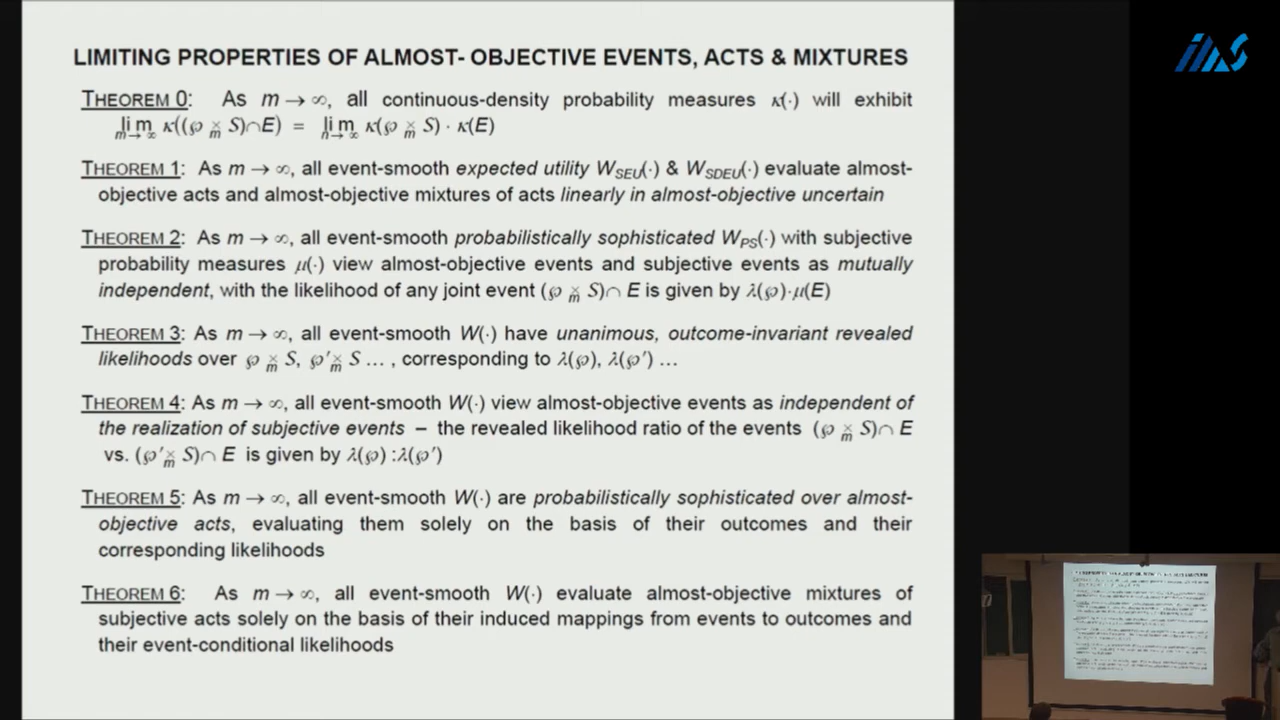 LIMITING PROPERTIES OF ALMOST- OBJECTIVE EVENTS, ACTS & MIXTURES
THEOREM 0: As m → ∞, all continuous-density probability measures κ(·) will exhibit
lim m→∞ κ((℘ ×m S)∩E) = lim n→∞ κ(℘ ×m S) · κ(E)
THEOREM 1: As m → ∞, all event-smooth expected utility W_SEU(·) & W_SDEU(·) evaluate almost-
objective acts and almost-objective mixtures of acts linearly in almost-objective uncertain
THEOREM 2: As m → ∞, all event-smooth probabilistically sophisticated W_PS(·) with subjective
probability measures μ(·) view almost-objective events and subjective events as mutually
independent, with the likelihood of any joint event (℘ ×m S)∩ E is given by λ(℘)·μ(E)
THEOREM 3: As m → ∞, all event-smooth W(·) have unanimous, outcome-invariant revealed
likelihoods over ℘ ×m S, ℘′×m S … , corresponding to λ(℘), λ(℘′) …
THEOREM 4: As m → ∞, all event-smooth W(·) view almost-objective events as independent of
the realization of subjective events – the revealed likelihood ratio of the events (℘ ×m S)∩ E
vs. (℘′×m S)∩ E is given by λ(℘) :λ(℘′)
THEOREM 5: As m → ∞, all event-smooth W(·) are probabilistically sophisticated over almost-
objective acts, evaluating them solely on the basis of their outcomes and their
corresponding likelihoods
THEOREM 6: As m → ∞, all event-smooth W(·) evaluate almost-objective mixtures of
subjective acts solely on the basis of their induced mappings from events to outcomes and
their event-conditional likelihoods